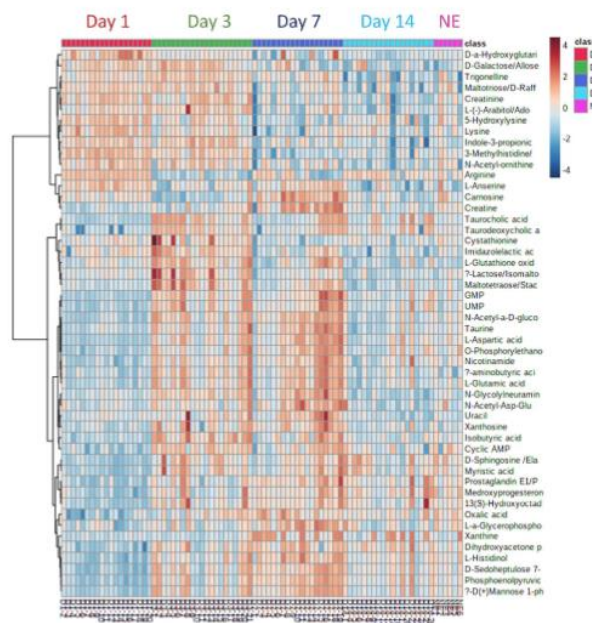 Day 1 Day 3 Day 7 Day 14 NE
class
D-a-Hydroxyglutari
D-Galactose/Allose
Trigonelline
Maltotriose/D-Raff
Creatinine
L-(-)-Arabitol/Ado
5-Hydroxylysine
Lysine
Indole-3-propionic
3-Methylhistidine/
N-Acetyl-ornithine
Arginine
L-Anserine
Carnosine
Creatine
Taurocholic acid
Taurodeoxycholic a
Cystathionine
Imidazolelactic ac
L-Glutathione oxid
?-Lactose/Isomalto
Maltotetraose/Stac
GMP
UMP
N-Acetyl-a-D-gluco
Taurine
L-Aspartic acid
O-Phosphorylethano
Nicotinamide
?-aminobutyric aci
L-Glutamic acid
N-Glycolylneuramin
N-Acetyl-Asp-Glu
Uracil
Xanthosine
Isobutyric acid
Cyclic AMP
D-Sphingosine /Ela
Myristic acid
Prostaglandin E1/P
Medroxyprogesteron
13(S)-Hydroxyoctad
Oxalic acid
L-a-Glycerophospho
Xanthine
Dihydroxyacetone p
L-Histidinol
D-Sedoheptulose 7-
Phosphoenolpyruvic
?-D(+)Mannose 1-ph
4
2
0
-2
-4
clas